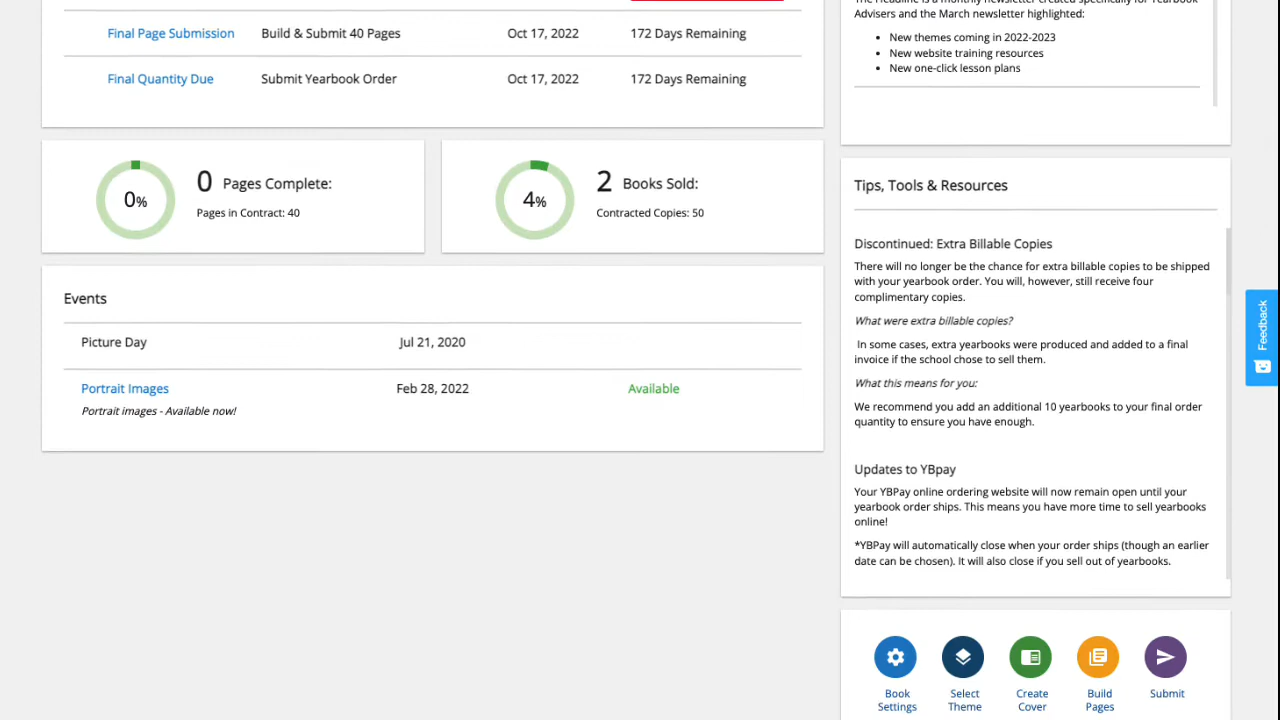 The Headline is a monthly newsletter created specifically for Yearbook
Advisers and the March newsletter highlighted:
New themes coming in 2022-2023
New website training resources
New one-click lesson plans
Final Page Submission Build & Submit 40 Pages Oct 17, 2022 172 Days Remaining
Final Quantity Due Submit Yearbook Order Oct 17, 2022 172 Days Remaining
0% 0 Pages Complete:
Pages in Contract: 40
4% 2 Books Sold:
Contracted Copies: 50
Events
Picture Day Jul 21, 2020
Portrait Images Feb 28, 2022 Available
Portrait images - Available now!
Tips, Tools & Resources
Discontinued: Extra Billable Copies
There will no longer be the chance for extra billable copies to be shipped
with your yearbook order. You will, however, still receive four
complimentary copies.
What were extra billable copies?
In some cases, extra yearbooks were produced and added to a final
invoice if the school chose to sell them.
What this means for you:
We recommend you add an additional 10 yearbooks to your final order
quantity to ensure you have enough.
Updates to YBpay
Your YBPay online ordering website will now remain open until your
yearbook order ships. This means you have more time to sell yearbooks
online!
*YBPay will automatically close when your order ships (though an earlier
date can be chosen). It will also close if you sell out of yearbooks.
Feedback
Book Settings
Select Theme
Create Cover
Build Pages
Submit